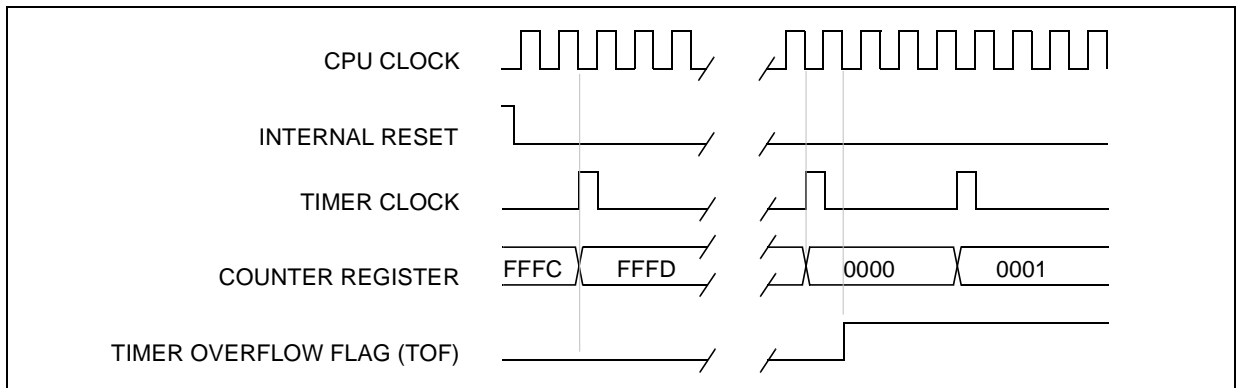 CPU CLOCK
INTERNAL RESET
TIMER CLOCK
COUNTER REGISTER
FFFC FFFD 0000 0001
TIMER OVERFLOW FLAG (TOF)